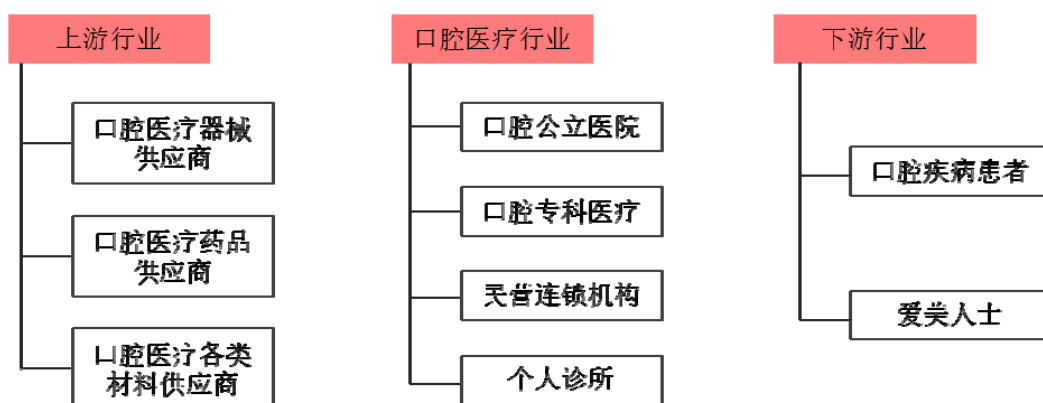 上游行业
口腔医疗器械
供应商
口腔医疗药品
供应商
口腔医疗各类
材料供应商
口腔医疗行业
口腔公立医院
口腔专科医疗
民营连锁机构
个人诊所
下游行业
口腔疾病患者
爱美人士